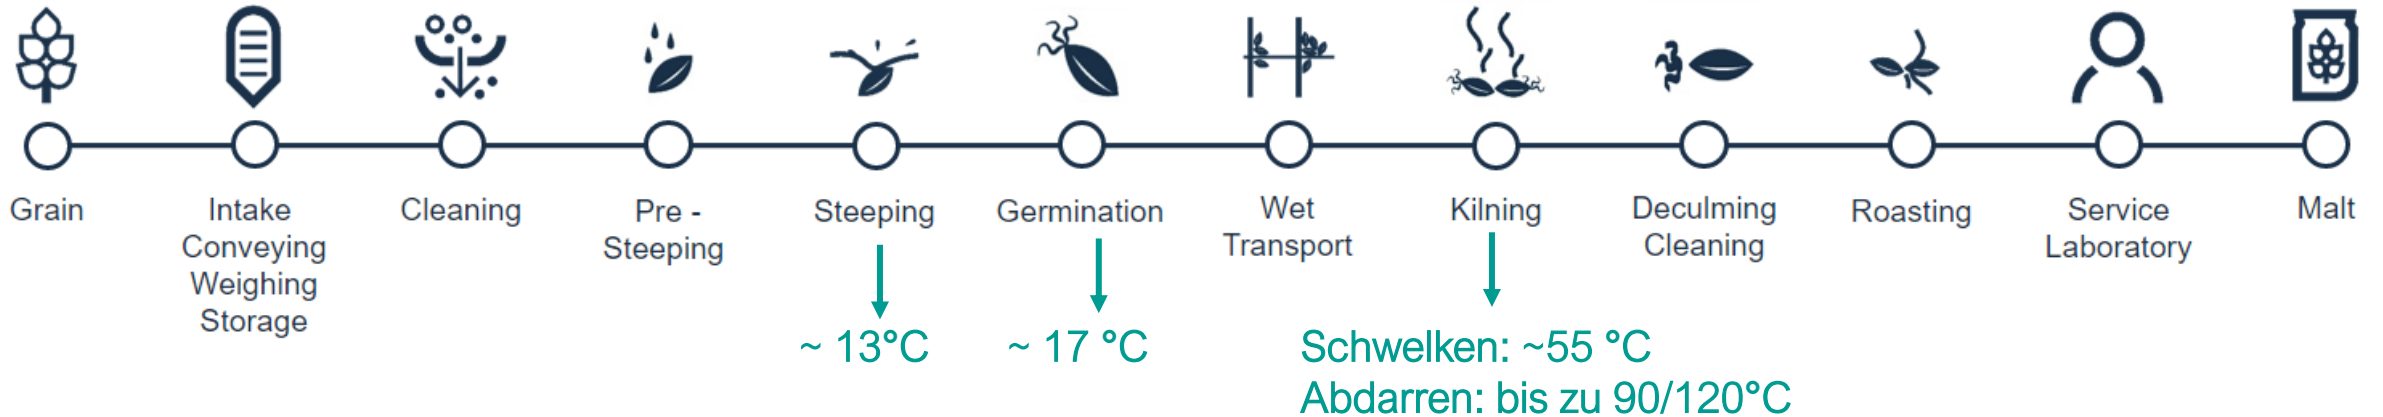 Grain
Intake
Conveying
Weighing
Storage
Cleaning
Pre -
Steeping
Steeping
Germination
Wet
Transport
Kilning
Deculming
Cleaning
Roasting
Service
Laboratory
Malt
~ 13°C
~ 17 °C
Schwelken: ~55 °C
Abdarren: bis zu 90/120°C